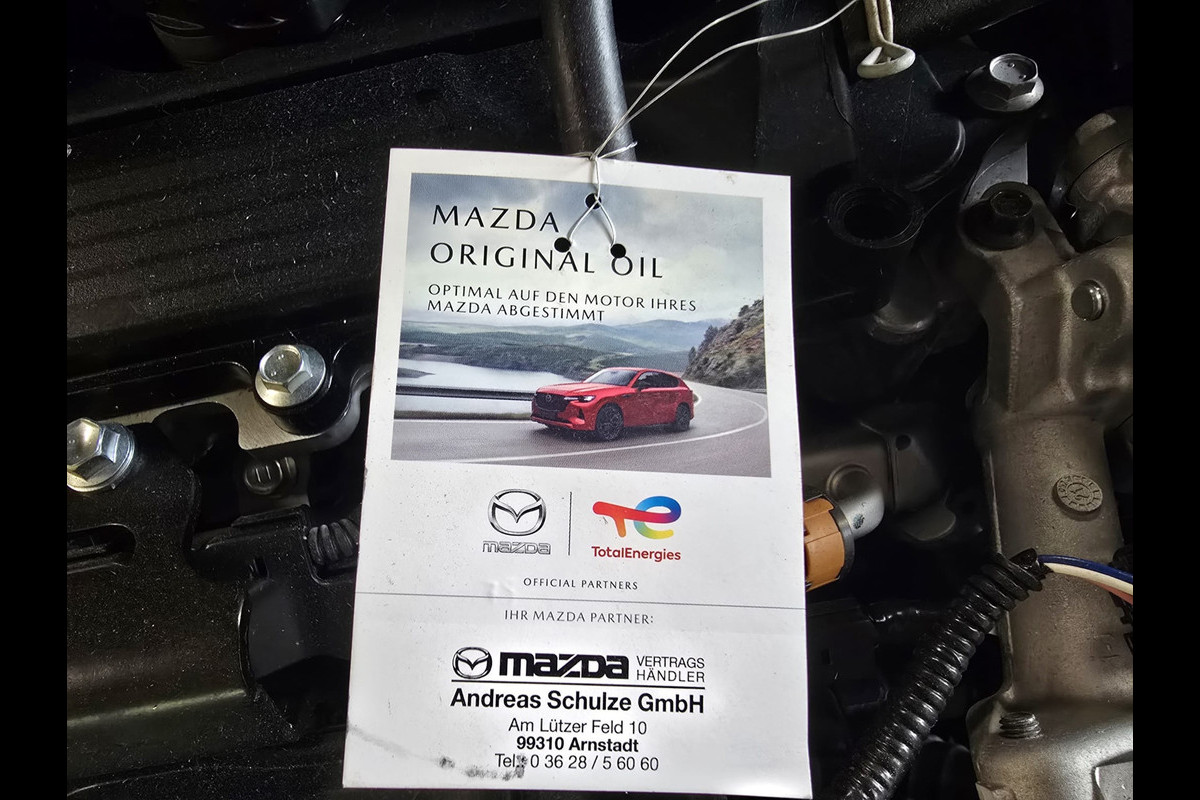 MAZDA
ORIGINAL OIL
OPTIMAL AUF DEN MOTOR IHRES
MAZDA ABGESTIMMT
mazda
TotalEnergies
OFFICIAL PARTNERS
IHR MAZDA PARTNER:
mazda VERTRAGS
HÄNDLER
Andreas Schulze GmbH
Am Lützer Feld 10
99310 Arnstadt
Tel.: 0 36 28 / 5 60 60